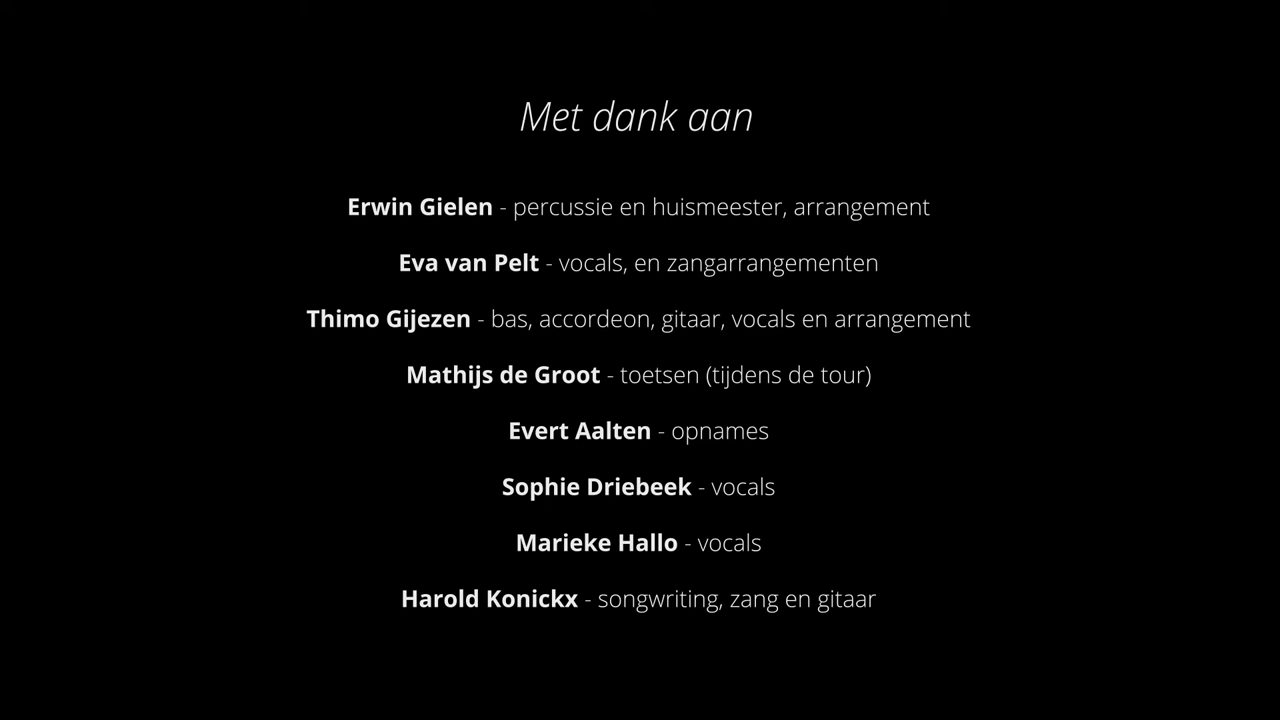 Met dank aan
Erwin Gielen - percussie en huismeester, arrangement
Eva van Pelt - vocals, en zangarrangementen
Thimo Gijezen - bas, accordeon, gitaar, vocals en arrangement
Mathijs de Groot - toetsen (tijdens de tour)
Evert Aalten - opnames
Sophie Driebeek - vocals
Marieke Hallo - vocals
Harold Konickx - songwriting, zang en gitaar